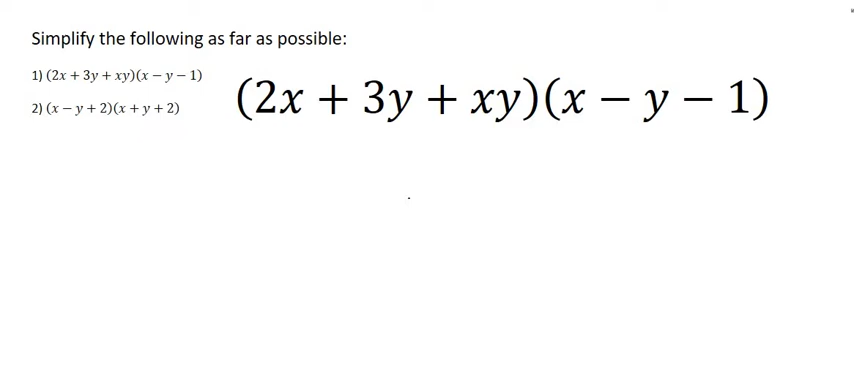 Simplify the following as far as possible:
1) (2x + 3y + xy)(x − y − 1)
2) (x − y + 2)(x + y + 2)
(2x + 3y + xy)(x − y − 1)